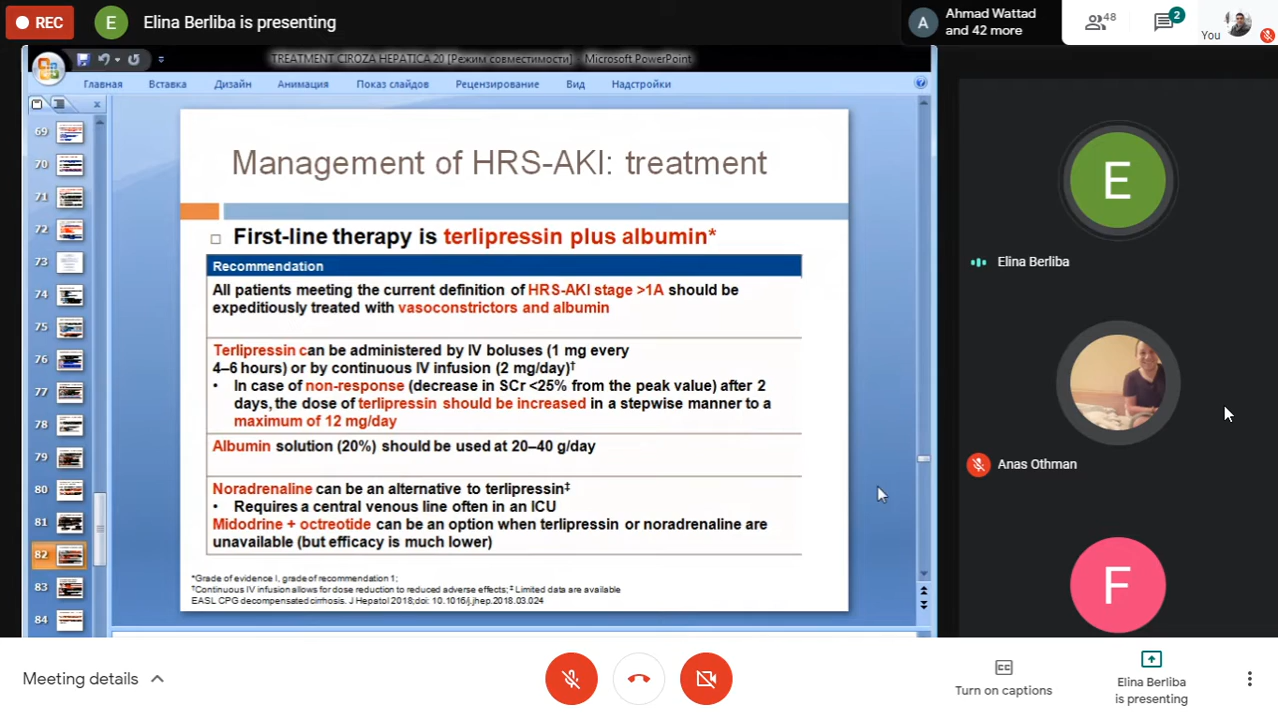 REC
E
Elina Berliba is presenting
A
Ahmad Wattad
and 42 more
48
2
You
TREATMENT CIROZA HEPATICA 20 [Режим совместимости] - Microsoft PowerPoint
Главная Вставка Дизайн Анимация Показ слайдов Рецензирование Вид Надстройки
69
70
71
72
73
74
75
76
77
78
79
80
81
82
83
84
Management of HRS-AKI: treatment
First-line therapy is terlipressin plus albumin*
Recommendation
All patients meeting the current definition of HRS-AKI stage >1A should be
expeditiously treated with vasoconstrictors and albumin
Terlipressin can be administered by IV boluses (1 mg every
4–6 hours) or by continuous IV infusion (2 mg/day)†
• In case of non-response (decrease in SCr <25% from the peak value) after 2
days, the dose of terlipressin should be increased in a stepwise manner to a
maximum of 12 mg/day
Albumin solution (20%) should be used at 20–40 g/day
Noradrenaline can be an alternative to terlipressin‡
• Requires a central venous line often in an ICU
Midodrine + octreotide can be an option when terlipressin or noradrenaline are
unavailable (but efficacy is much lower)
*Grade of evidence I, grade of recommendation 1;
†Continuous IV infusion allows for dose reduction to reduced adverse effects; ‡ Limited data are available
EASL CPG decompensated cirrhosis. J Hepatol 2018;doi: 10.1016/j.jhep.2018.03.024
E
Elina Berliba
Anas Othman
F
Meeting details
CC
Turn on captions
Elina Berliba
is presenting